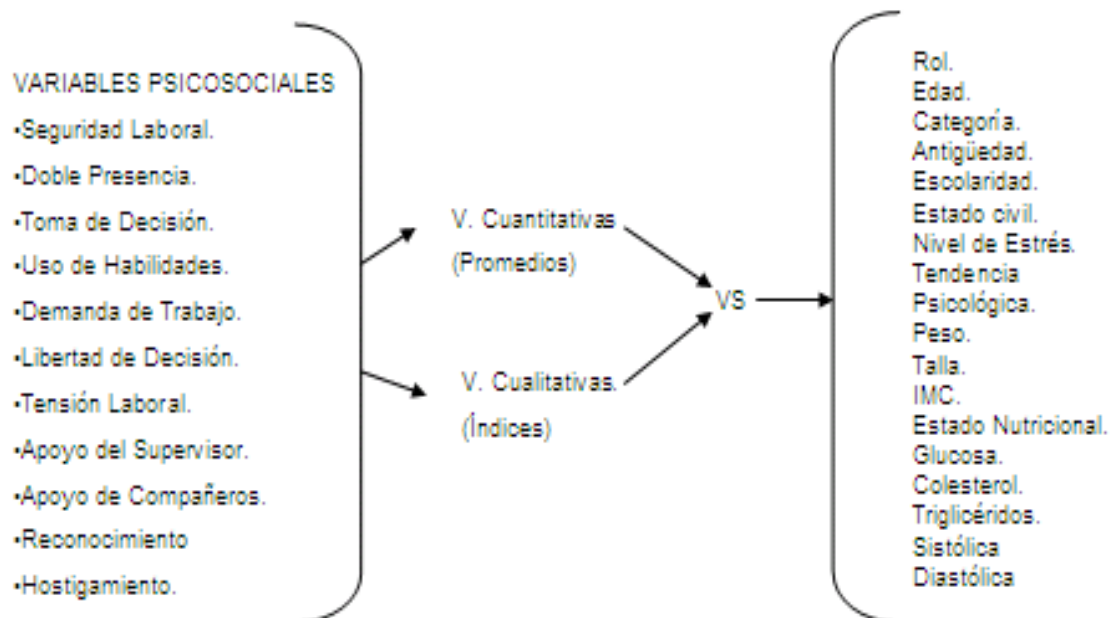 VARIABLES PSICOSOCIALES
•Seguridad Laboral.
•Doble Presencia.
•Toma de Decisión.
•Uso de Habilidades.
•Demanda de Trabajo.
•Libertad de Decisión.
•Tensión Laboral.
•Apoyo del Supervisor.
•Apoyo de Compañeros.
•Reconocimiento
•Hostigamiento.
V. Cuantitativas
(Promedios)
V. Cualitativas.
(Índices)
VS
Rol.
Edad.
Categoría.
Antigüedad.
Escolaridad.
Estado civil.
Nivel de Estrés.
Tendencia
Psicológica.
Peso.
Talla.
IMC.
Estado Nutricional.
Glucosa.
Colesterol.
Triglicéridos.
Sistólica
Diastólica